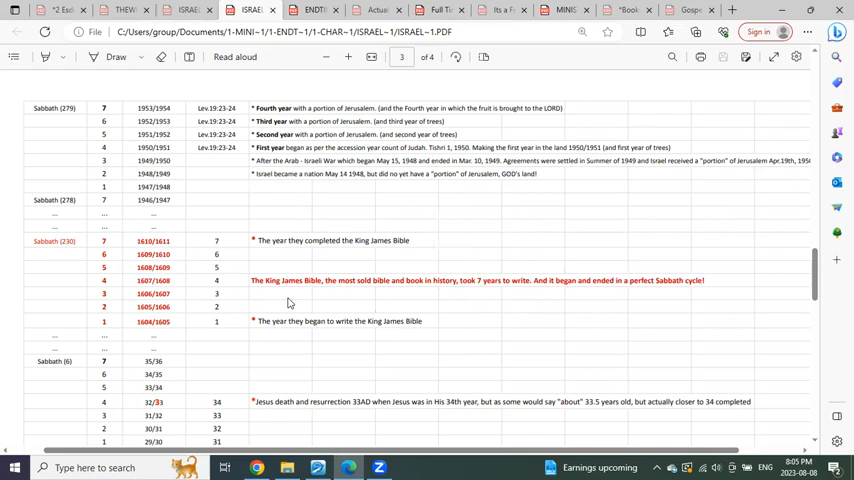 *2 Esd
THEW
ISRAEL
ISRAEL
ENDT
Actua
Full Tir
Its a Fr
MINIS
*Book
Gospe
File
C:/Users/group/Documents/1-MINI~1/1-ENDT~1/1-CHAR~1/ISRAEL~1/ISRAEL~1.PDF
Sign in
Draw
Read aloud
3 of 4
Sabbath (279) 7 1953/1954 Lev.19:23-24 * Fourth year with a portion of Jerusalem. (and the Fourth year in which the fruit is brought to the LORD)
6 1952/1953 Lev.19:23-24 * Third year with a portion of Jerusalem. (and third year of trees)
5 1951/1952 Lev.19:23-24 * Second year with a portion of Jerusalem. (and second year of trees)
4 1950/1951 Lev.19:23-24 * First year began as per the accession year count of Judah. Tishri 1, 1950. Making the first year in the land 1950/1951 (and first year of trees)
3 1949/1950 * After the Arab - Israeli War which began May 15, 1948 and ended in Mar. 10, 1949. Agreements were settled in Summer of 1949 and Israel received a "portion" of Jerusalem Apr.19th, 195
2 1948/1949 * Israel became a nation May 14 1948, but did no yet have a "portion" of Jerusalem, GOD's land!
1 1947/1948
Sabbath (278) 7 1946/1947
... ... ...
... ... ...
Sabbath (230) 7 1610/1611 7 * The year they completed the King James Bible
6 1609/1610 6
5 1608/1609 5
4 1607/1608 4 The King James Bible, the most sold bible and book in history, took 7 years to write. And it began and ended in a perfect Sabbath cycle!
3 1606/1607 3
2 1605/1606 2
1 1604/1605 1 * The year they began to write the King James Bible
... ... ...
... ... ...
Sabbath (6) 7 35/36
6 34/35
5 33/34
4 32/33 34 *Jesus death and resurrection 33AD when Jesus was in His 34th year, but as some would say "about" 33.5 years old, but actually closer to 34 completed
3 31/32 33
2 30/31 32
1 29/30 31
Type here to search
Earnings upcoming
ENG
8:05 PM
2023-08-08
2